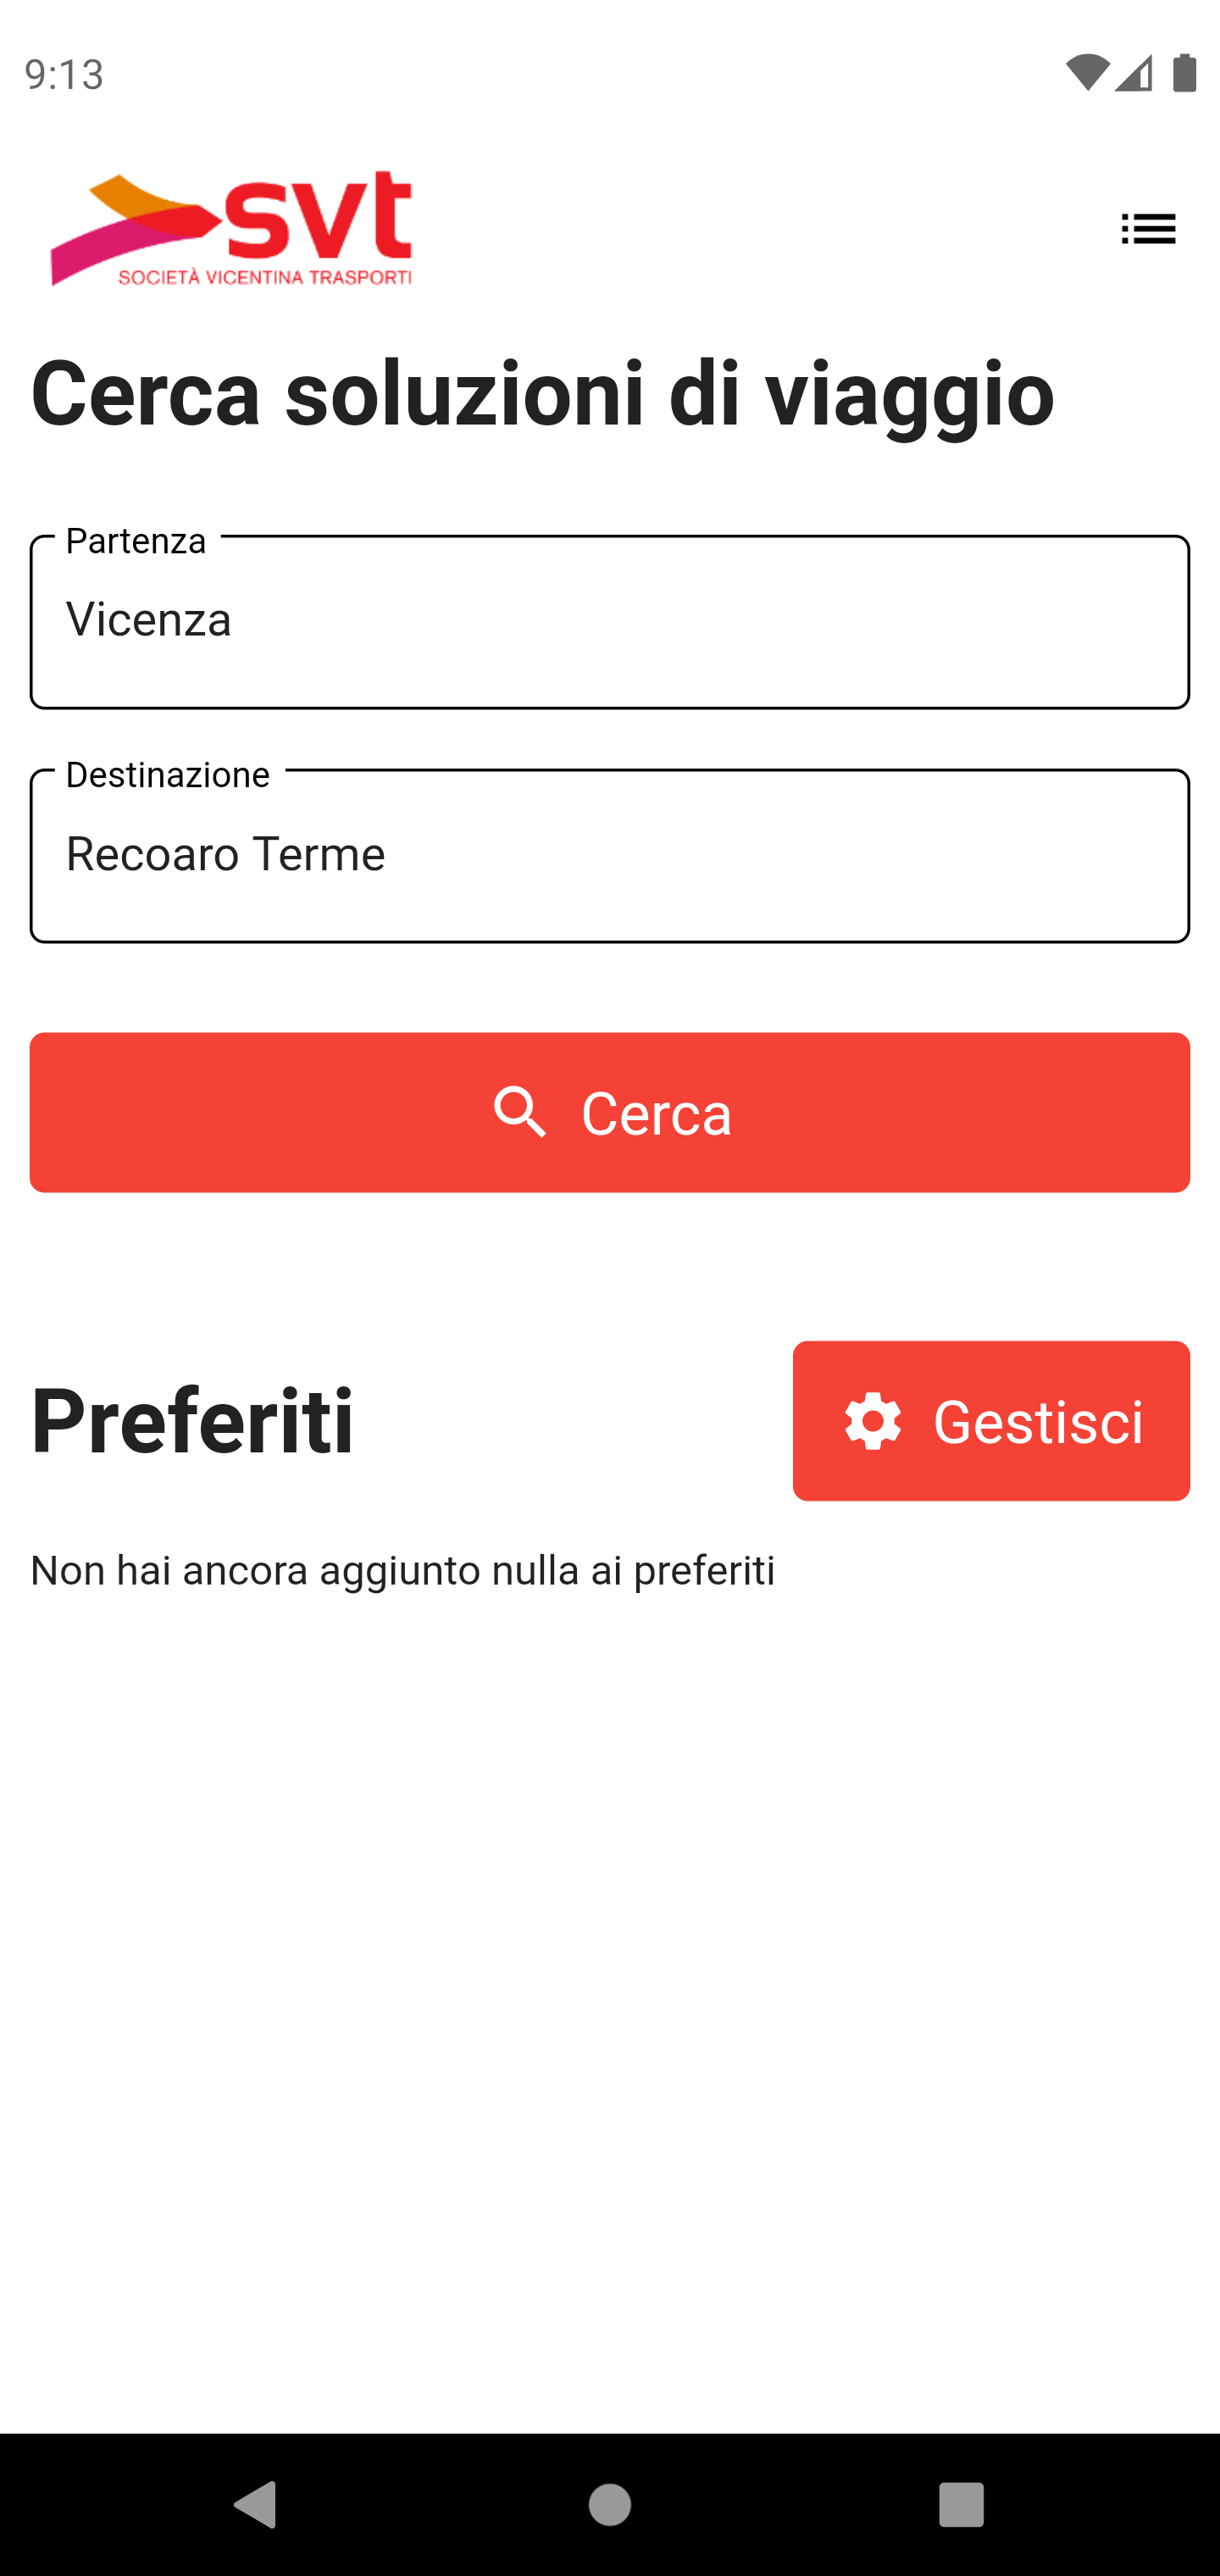 9:13
svt
SOCIETÀ VICENTINA TRASPORTI
Cerca soluzioni di viaggio
Partenza
Vicenza
Destinazione
Recoaro Terme
Cerca
Preferiti
Gestisci
Non hai ancora aggiunto nulla ai preferiti